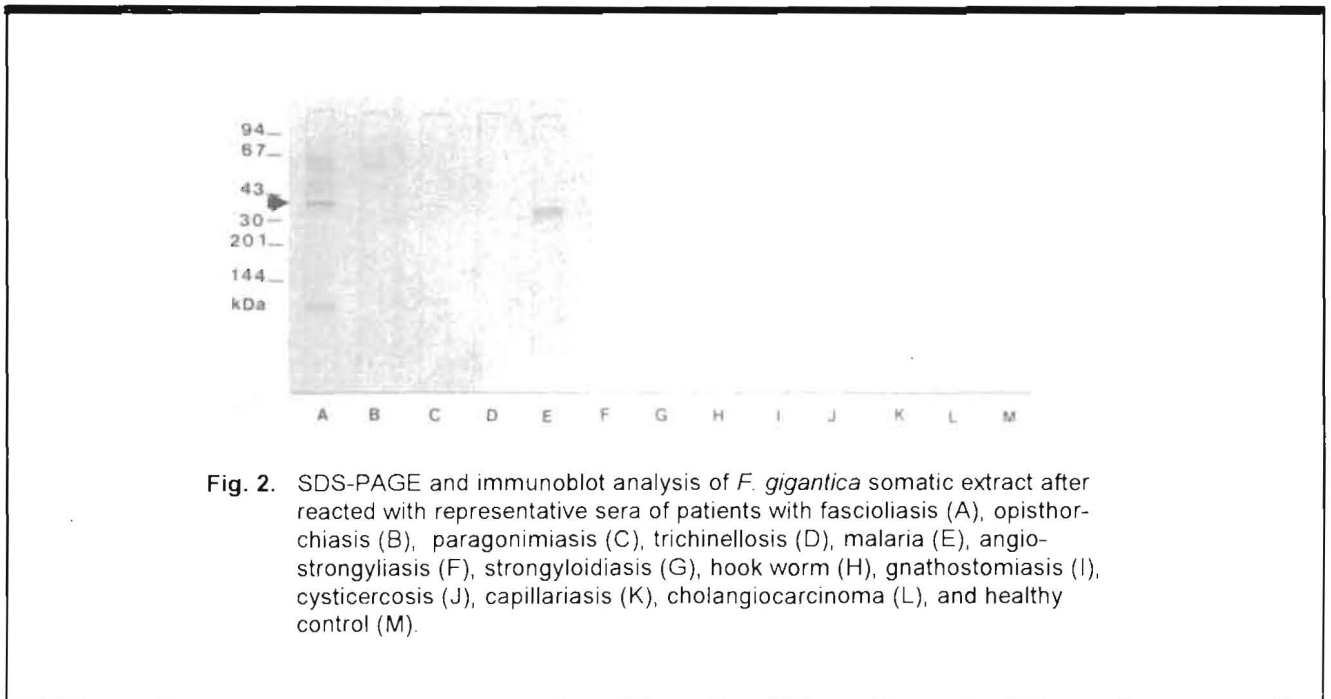 94
67
43
30
201
144
kDa
A B C D E F G H I J K L M
Fig. 2. SDS-PAGE and immunoblot analysis of F. gigantica somatic extract after
reacted with representative sera of patients with fascioliasis (A), opisthor-
chiasis (B), paragonimiasis (C), trichinellosis (D), malaria (E), angio-
strongyliasis (F), strongyloidiasis (G), hook worm (H), gnathostomiasis (I),
cysticercosis (J), capillariasis (K), cholangiocarcinoma (L), and healthy
control (M).